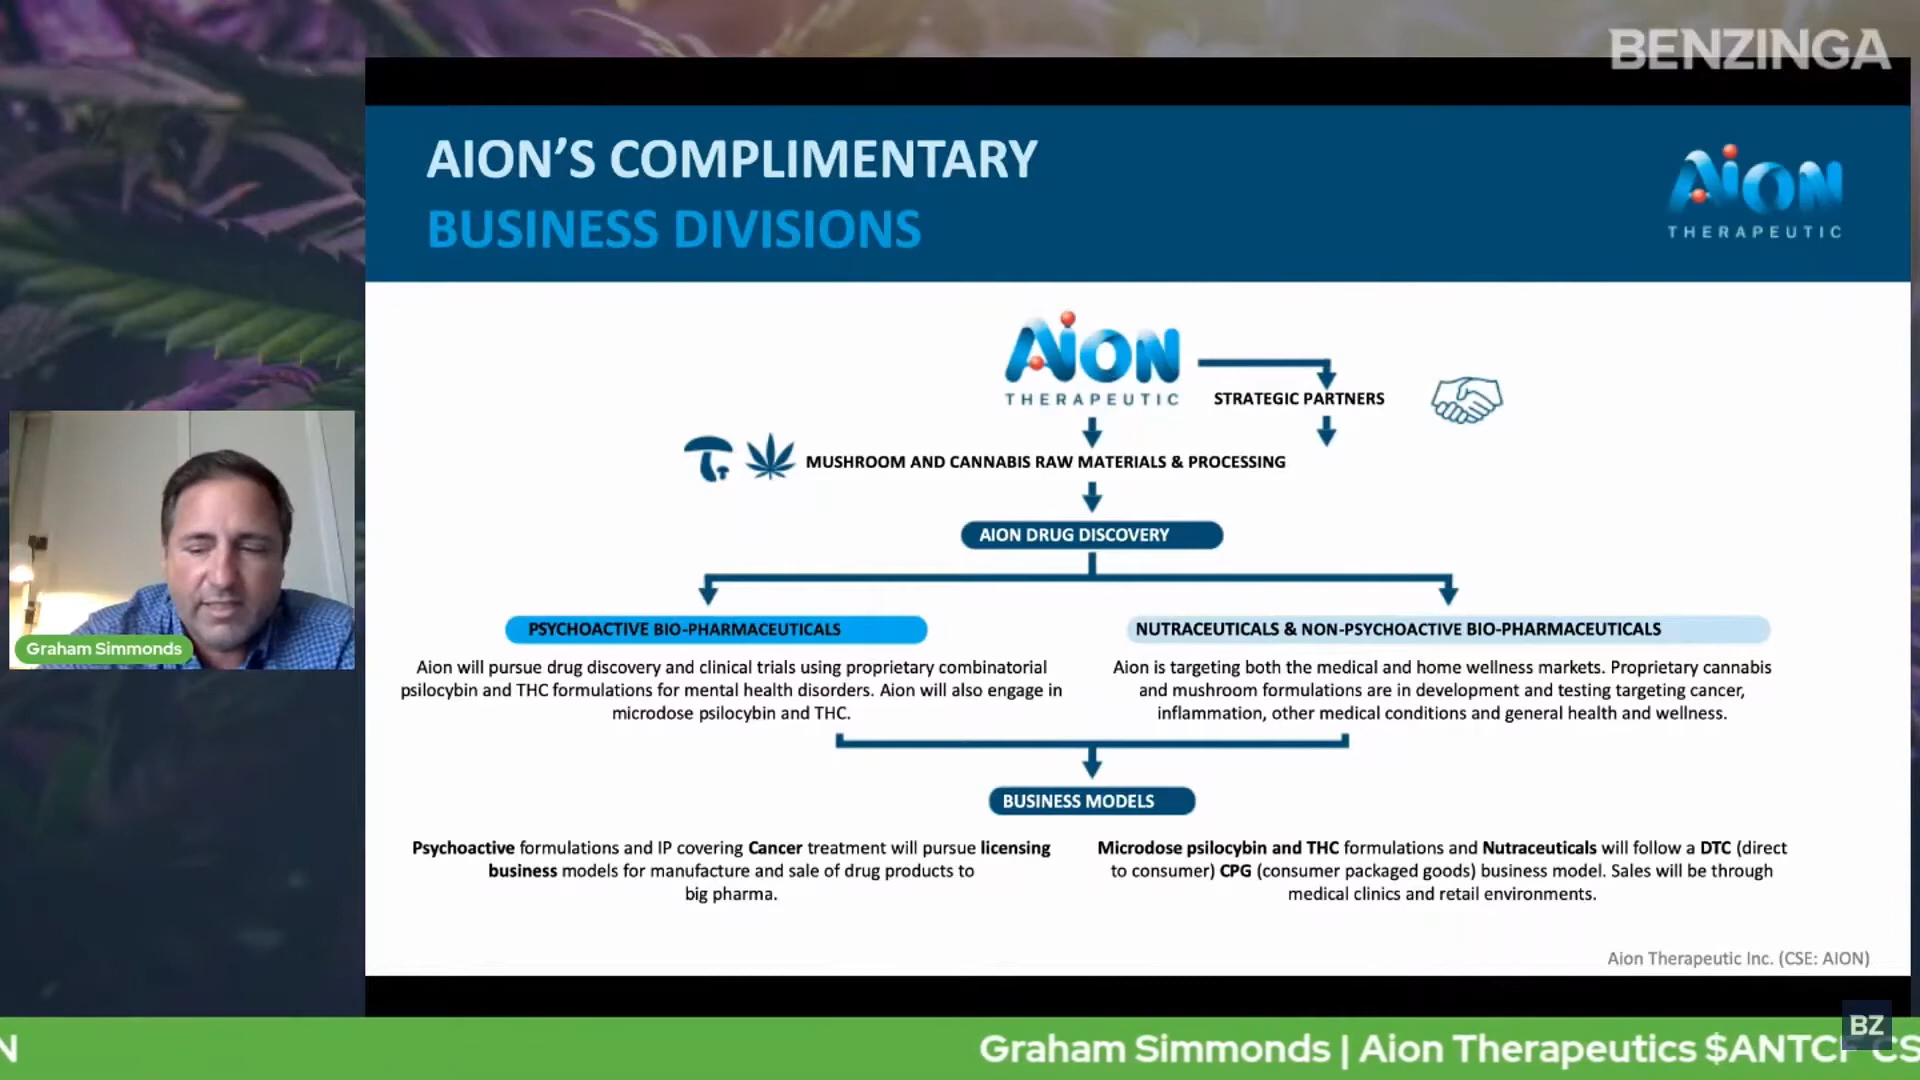 BENZINGA
AION'S COMPLIMENTARY
BUSINESS DIVISIONS
AiON
THERAPEUTIC
AiON
THERAPEUTIC
STRATEGIC PARTNERS
MUSHROOM AND CANNABIS RAW MATERIALS & PROCESSING
AION DRUG DISCOVERY
PSYCHOACTIVE BIO-PHARMACEUTICALS
Aion will pursue drug discovery and clinical trials using proprietary combinatorial
psilocybin and THC formulations for mental health disorders. Aion will also engage in
microdose psilocybin and THC.
NUTRACEUTICALS & NON-PSYCHOACTIVE BIO-PHARMACEUTICALS
Aion is targeting both the medical and home wellness markets. Proprietary cannabis
and mushroom formulations are in development and testing targeting cancer,
inflammation, other medical conditions and general health and wellness.
BUSINESS MODELS
Psychoactive formulations and IP covering Cancer treatment will pursue licensing
business models for manufacture and sale of drug products to
big pharma.
Microdose psilocybin and THC formulations and Nutraceuticals will follow a DTC (direct
to consumer) CPG (consumer packaged goods) business model. Sales will be through
medical clinics and retail environments.
Aion Therapeutic Inc. (CSE: AION)
Graham Simmonds
BZ
N
Graham Simmonds | Aion Therapeutics $ANTCF CS